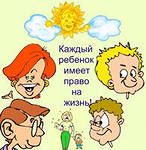 Каждый
ребенок
имеет
право
на
жизнь!